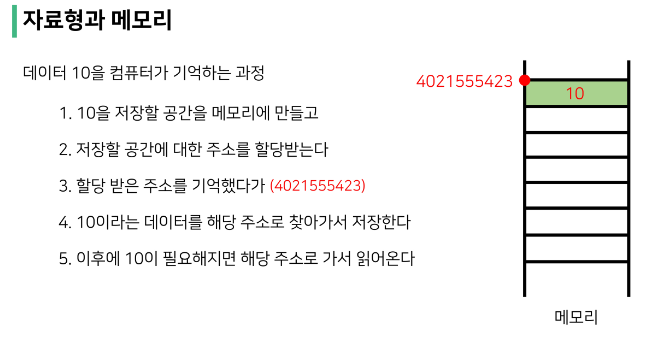 자료형과 메모리
데이터 10을 컴퓨터가 기억하는 과정
1. 10을 저장할 공간을 메모리에 만들고
2. 저장할 공간에 대한 주소를 할당받는다
3. 할당 받은 주소를 기억했다가 (4021555423)
4. 10이라는 데이터를 해당 주소로 찾아가서 저장한다
5. 이후에 10이 필요해지면 해당 주소로 가서 읽어온다
4021555423
10
메모리